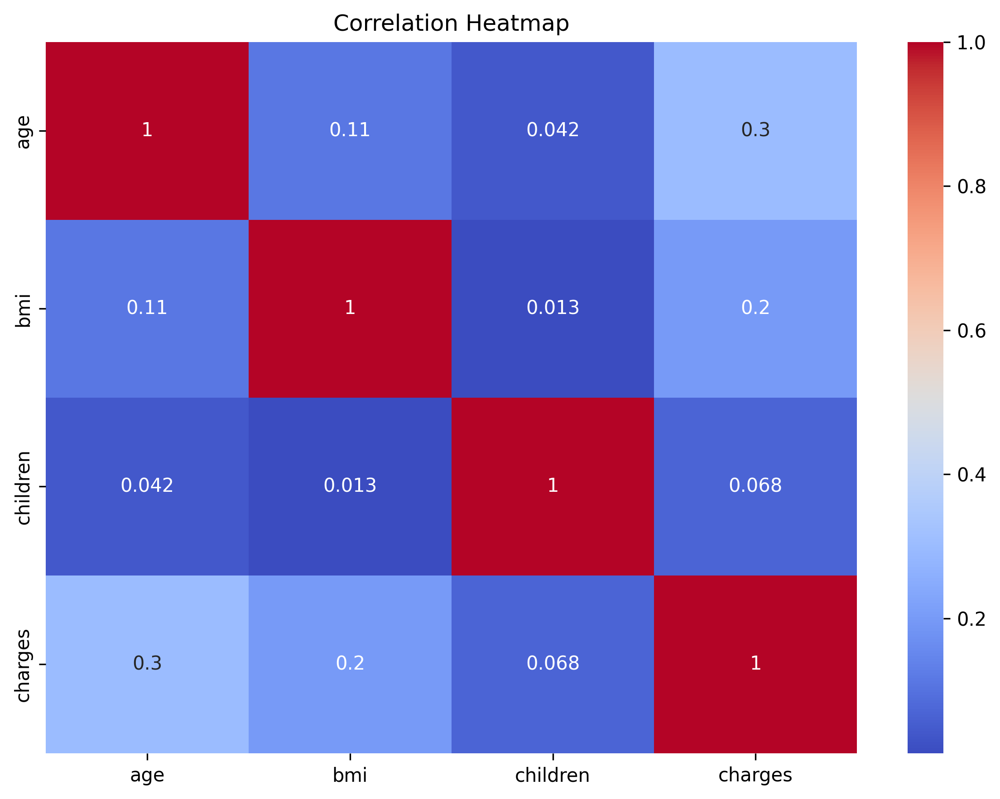 Correlation Heatmap
age 1 0.11 0.042 0.3
bmi 0.11 1 0.013 0.2
children 0.042 0.013 1 0.068
charges 0.3 0.2 0.068 1
age bmi children charges
1.0
0.8
0.6
0.4
0.2